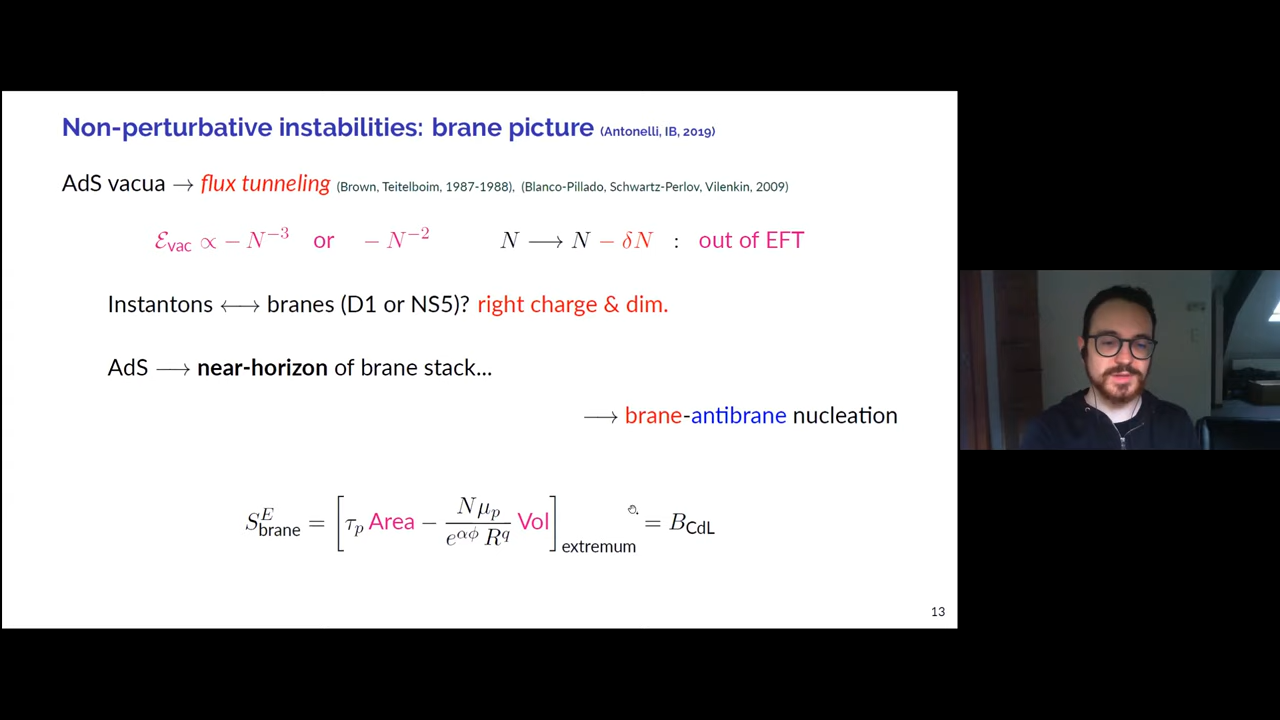 Non-perturbative instabilities: brane picture (Antonelli, IB, 2019)
AdS vacua → flux tunneling (Brown, Teitelboim, 1987-1988), (Blanco-Pillado, Schwartz-Perlov, Vilenkin, 2009)
ℰ_vac ∝ − N⁻³ or − N⁻² N ⟶ N − δN : out of EFT
Instantons ⟷ branes (D1 or NS5)? right charge & dim.
AdS ⟶ near-horizon of brane stack...
⟶ brane-antibrane nucleation
S^E_brane = [τ_p Area − (N μ_p)/(e^{αϕ} R^q) Vol]_extremum = B_CdL
13